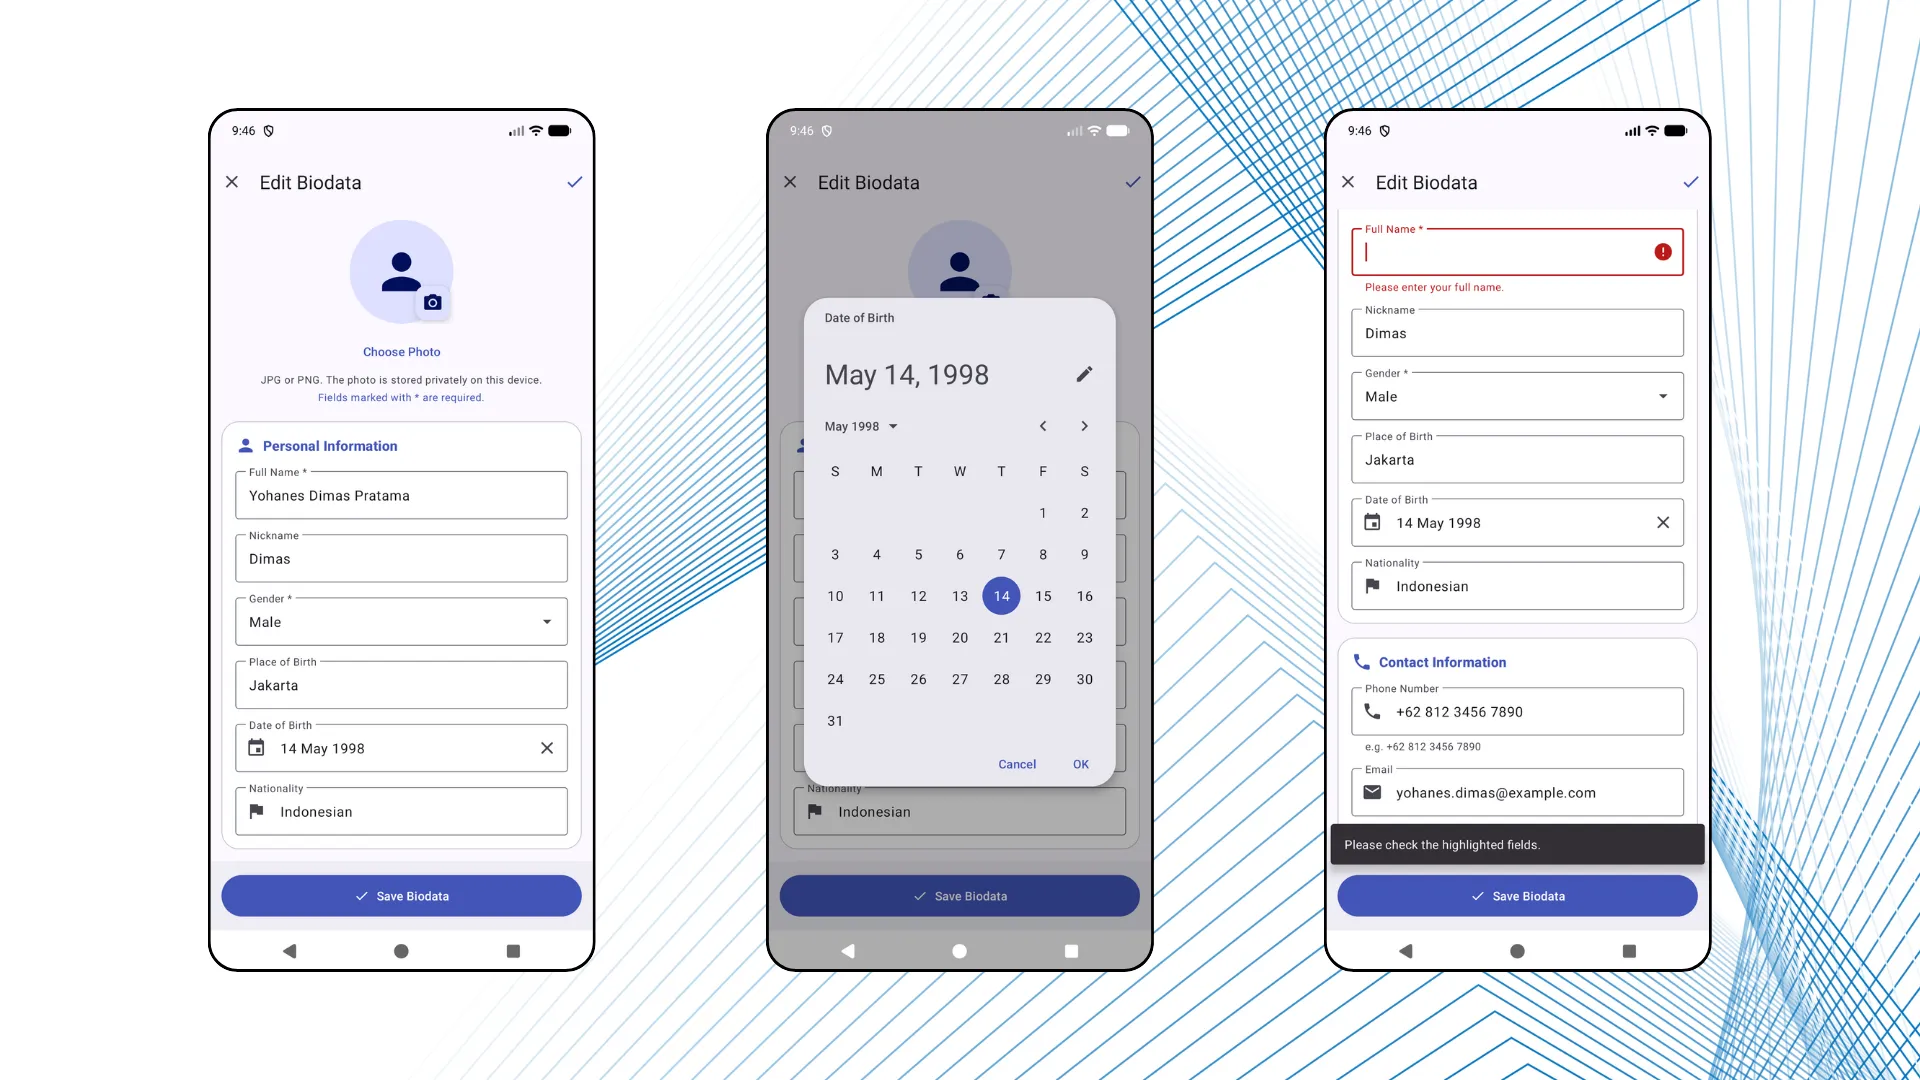 9:46
Edit Biodata
Choose Photo
JPG or PNG. The photo is stored privately on this device.
Fields marked with * are required.
Personal Information
Full Name *
Yohanes Dimas Pratama
Nickname
Dimas
Gender *
Male
Place of Birth
Jakarta
Date of Birth
14 May 1998
Nationality
Indonesian
Save Biodata
9:46
Edit Biodata
Date of Birth
May 14, 1998
May 1998
S M T W T F S
1 2
3 4 5 6 7 8 9
10 11 12 13 14 15 16
17 18 19 20 21 22 23
24 25 26 27 28 29 30
31
Cancel OK
Nationality
Indonesian
Save Biodata
9:46
Edit Biodata
Full Name *
Please enter your full name.
Nickname
Dimas
Gender *
Male
Place of Birth
Jakarta
Date of Birth
14 May 1998
Nationality
Indonesian
Contact Information
Phone Number
+62 812 3456 7890
e.g. +62 812 3456 7890
Email
yohanes.dimas@example.com
Please check the highlighted fields.
Save Biodata